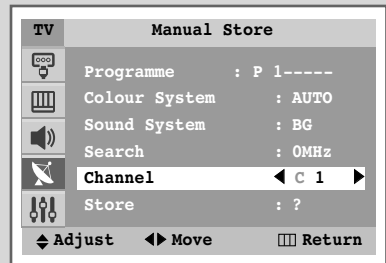 TV Manual Store
Programme : P 1-----
Colour System : AUTO
Sound System : BG
Search : 0MHz
Channel ◀ C 1 ▶
Store : ?
Adjust Move Return